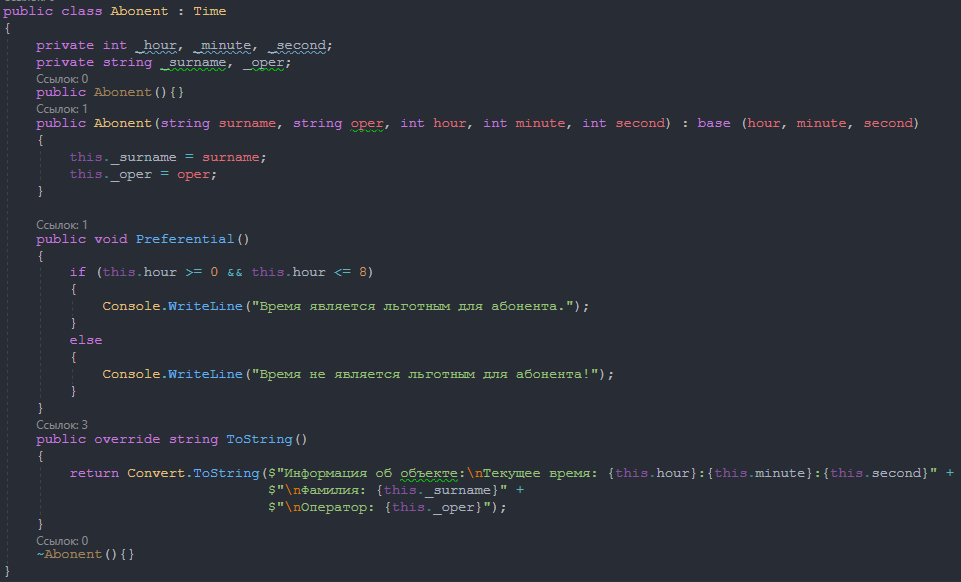 public class Abonent : Time
{
    private int _hour, _minute, _second;
    private string _surname, _oper;
    Ссылок: 0
    public Abonent(){}
    Ссылок: 1
    public Abonent(string surname, string oper, int hour, int minute, int second) : base (hour, minute, second)
    {
        this._surname = surname;
        this._oper = oper;
    }
    Ссылок: 1
    public void Preferential()
    {
        if (this.hour >= 0 && this.hour <= 8)
        {
            Console.WriteLine("Время является льготным для абонента.");
        }
        else
        {
            Console.WriteLine("Время не является льготным для абонента!");
        }
    }
    Ссылок: 3
    public override string ToString()
    {
        return Convert.ToString($"Информация об объекте:\nТекущее время: {this.hour}:{this.minute}:{this.second}" +
                                $"\nФамилия: {this._surname}" +
                                $"\nОператор: {this._oper}");
    }
    Ссылок: 0
    ~Abonent(){}
}